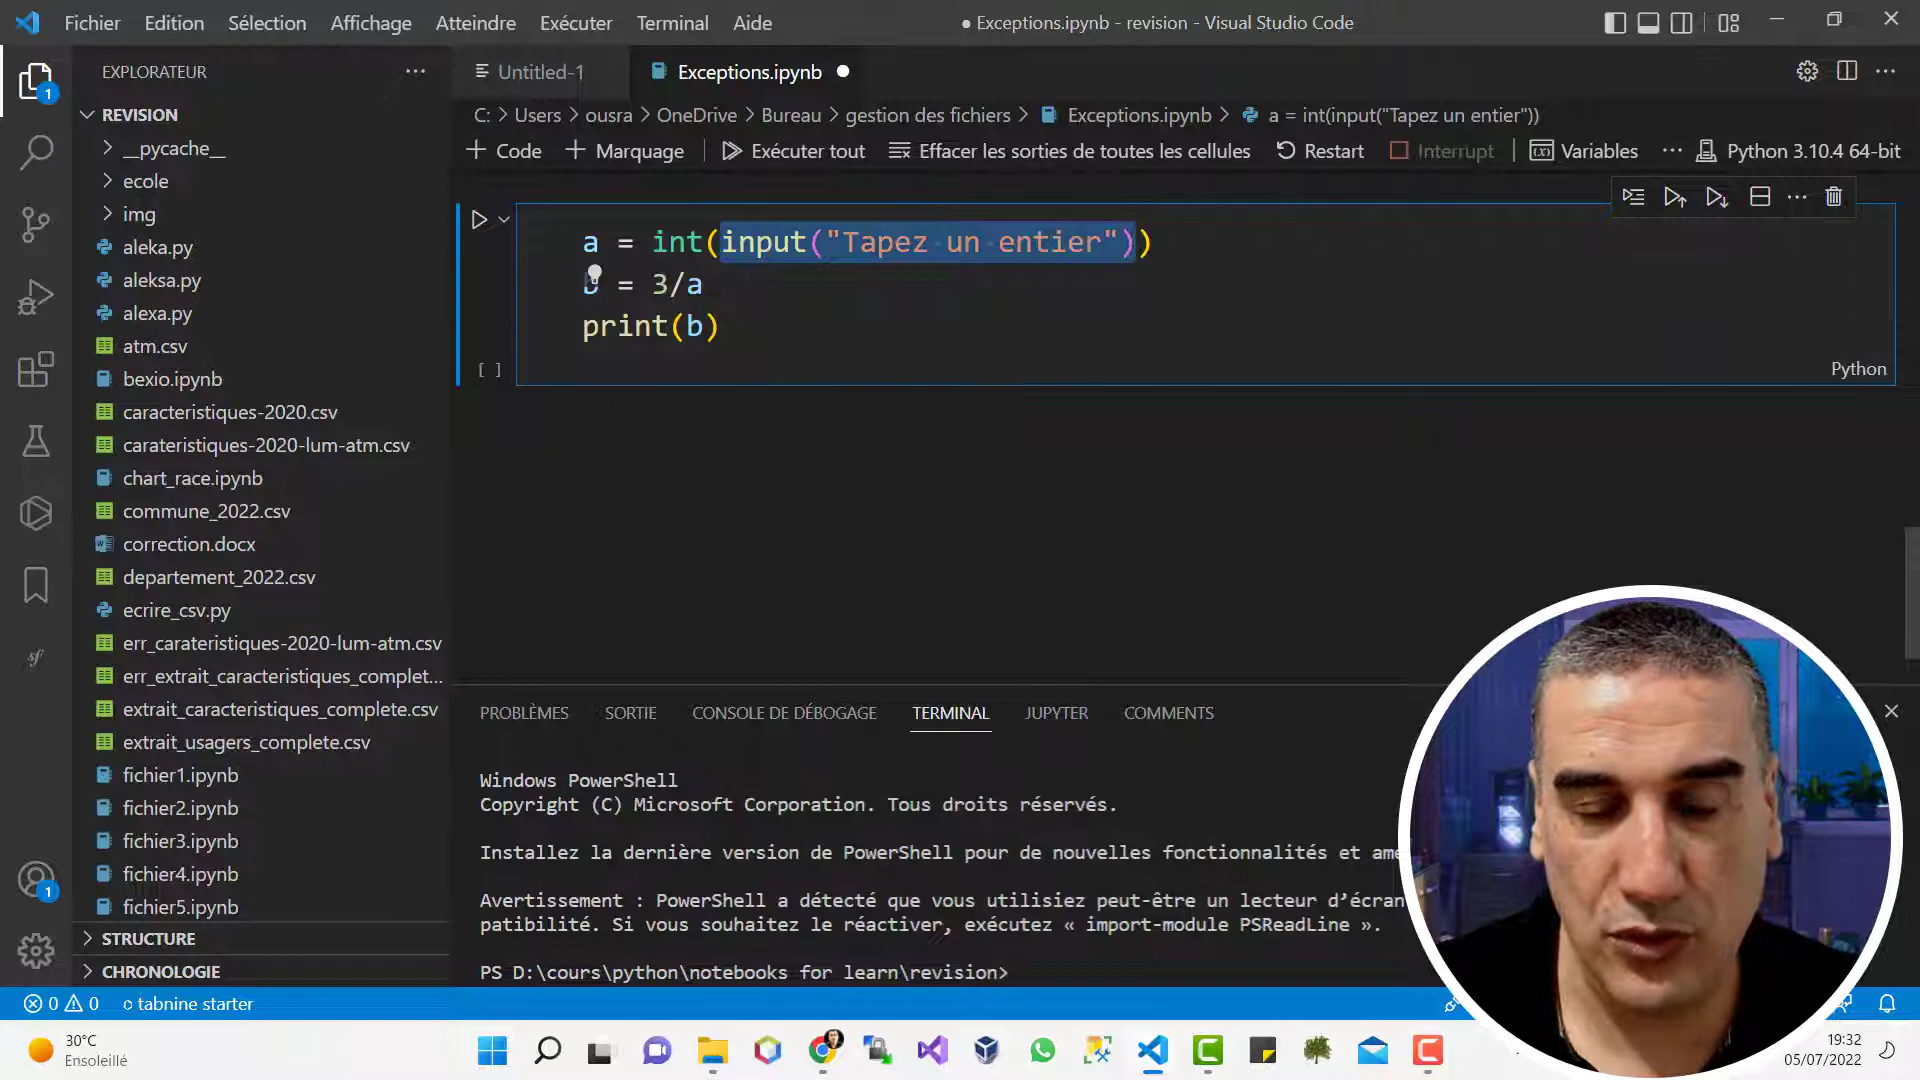 Fichier Edition Sélection Affichage Atteindre Exécuter Terminal Aide
● Exceptions.ipynb - revision - Visual Studio Code
EXPLORATEUR
Untitled-1
Exceptions.ipynb
REVISION
C: > Users > ousra > OneDrive > Bureau > gestion des fichiers > Exceptions.ipynb > a = int(input("Tapez un entier"))
+ Code + Marquage Exécuter tout Effacer les sorties de toutes les cellules Restart Interrupt Variables ... Python 3.10.4 64-bit
__pycache__
ecole
img
aleka.py
aleksa.py
alexa.py
atm.csv
bexio.ipynb
caracteristiques-2020.csv
carateristiques-2020-lum-atm.csv
chart_race.ipynb
commune_2022.csv
correction.docx
departement_2022.csv
ecrire_csv.py
err_carateristiques-2020-lum-atm.csv
err_extrait_caracteristiques_complet...
extrait_caracteristiques_complete.csv
extrait_usagers_complete.csv
fichier1.ipynb
fichier2.ipynb
fichier3.ipynb
fichier4.ipynb
fichier5.ipynb
STRUCTURE
CHRONOLOGIE
a = int(input("Tapez un entier"))
b = 3/a
print(b)
[ ]
Python
PROBLÈMES SORTIE CONSOLE DE DÉBOGAGE TERMINAL JUPYTER COMMENTS
Windows PowerShell
Copyright (C) Microsoft Corporation. Tous droits réservés.
Installez la dernière version de PowerShell pour de nouvelles fonctionnalités et amé
Avertissement : PowerShell a détecté que vous utilisiez peut-être un lecteur d'écran
patibilité. Si vous souhaitez le réactiver, exécutez « import-module PSReadLine ».
PS D:\cours\python\notebooks for learn\revision>
1
1
0 0 tabnine starter
30°C
Ensoleillé
19:32
05/07/2022